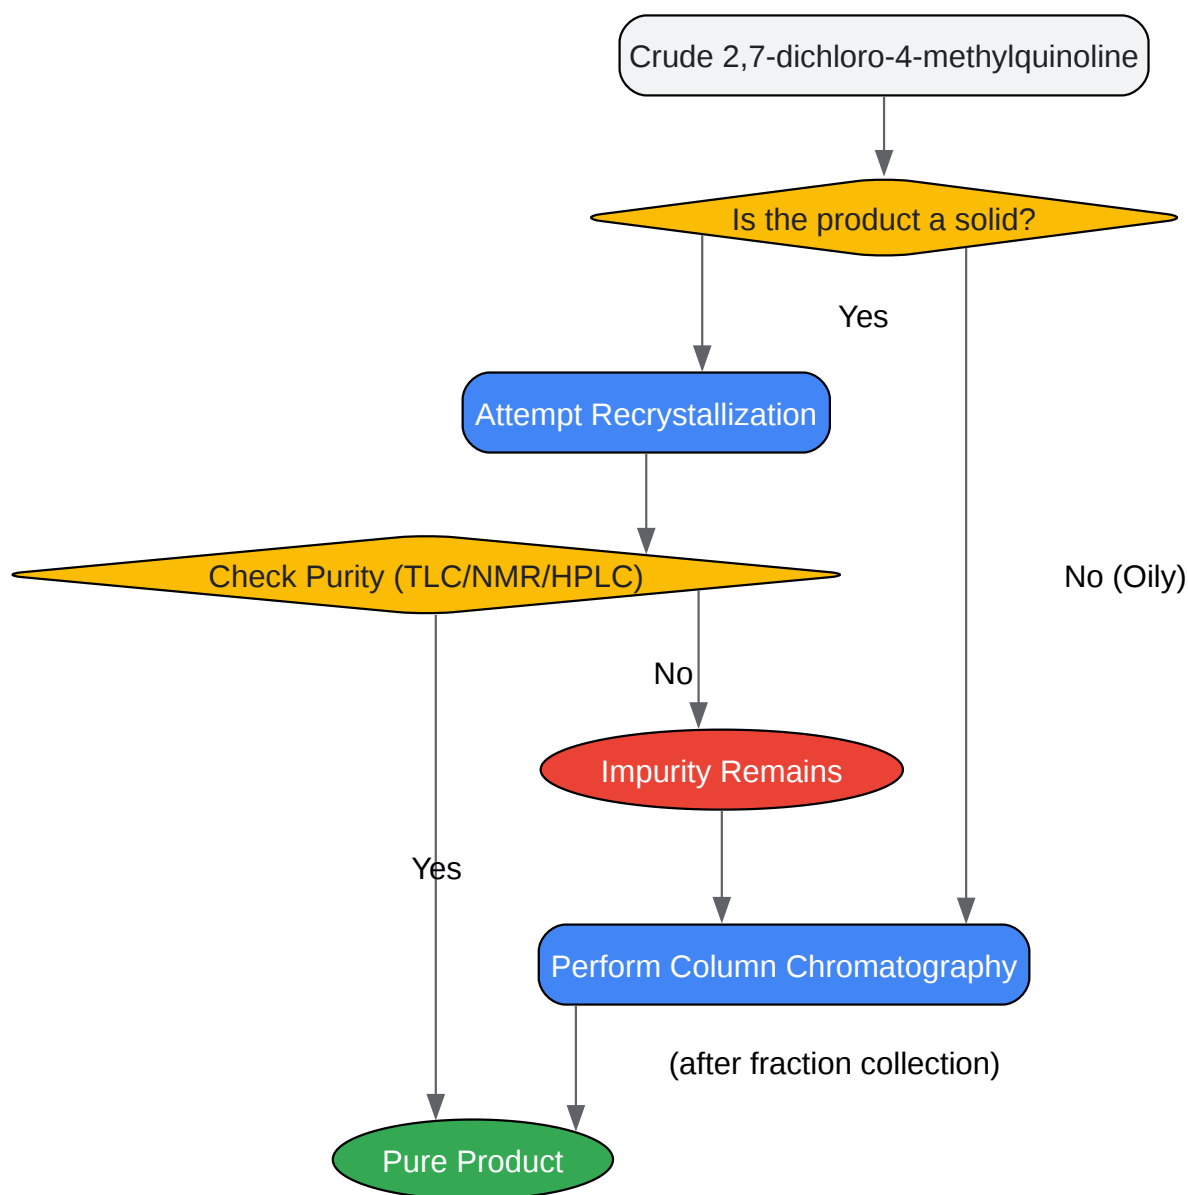 Crude 2,7-dichloro-4-methylquinoline
Is the product a solid?
Yes
Attempt Recrystallization
Check Purity (TLC/NMR/HPLC)
No (Oily)
No
Impurity Remains
Yes
Perform Column Chromatography
(after fraction collection)
Pure Product